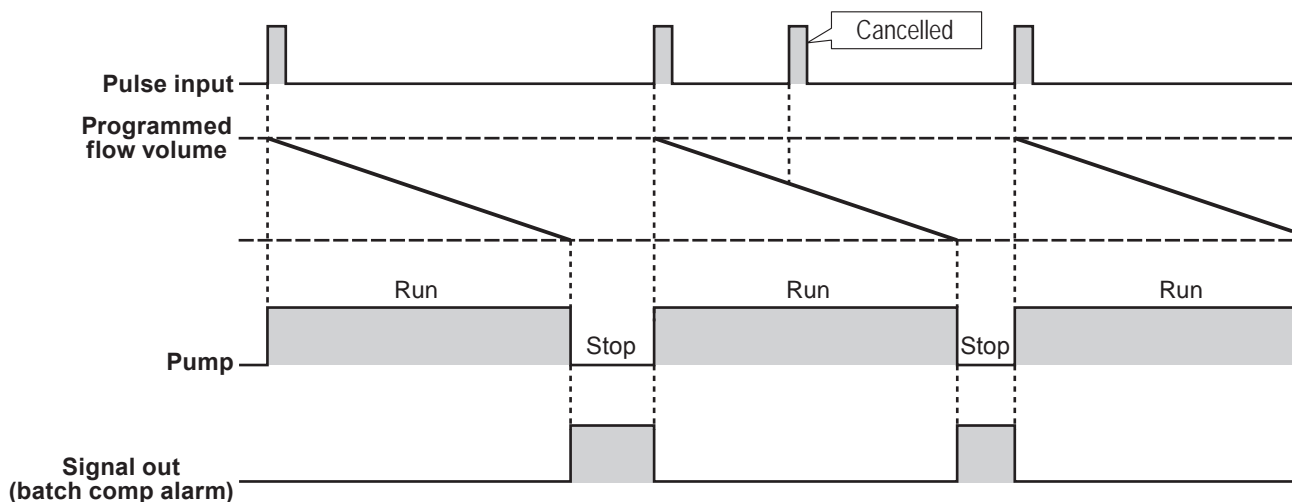 Cancelled
Pulse input
Programmed
flow volume
Run Run Run
Stop Stop
Pump
Signal out
(batch comp alarm)